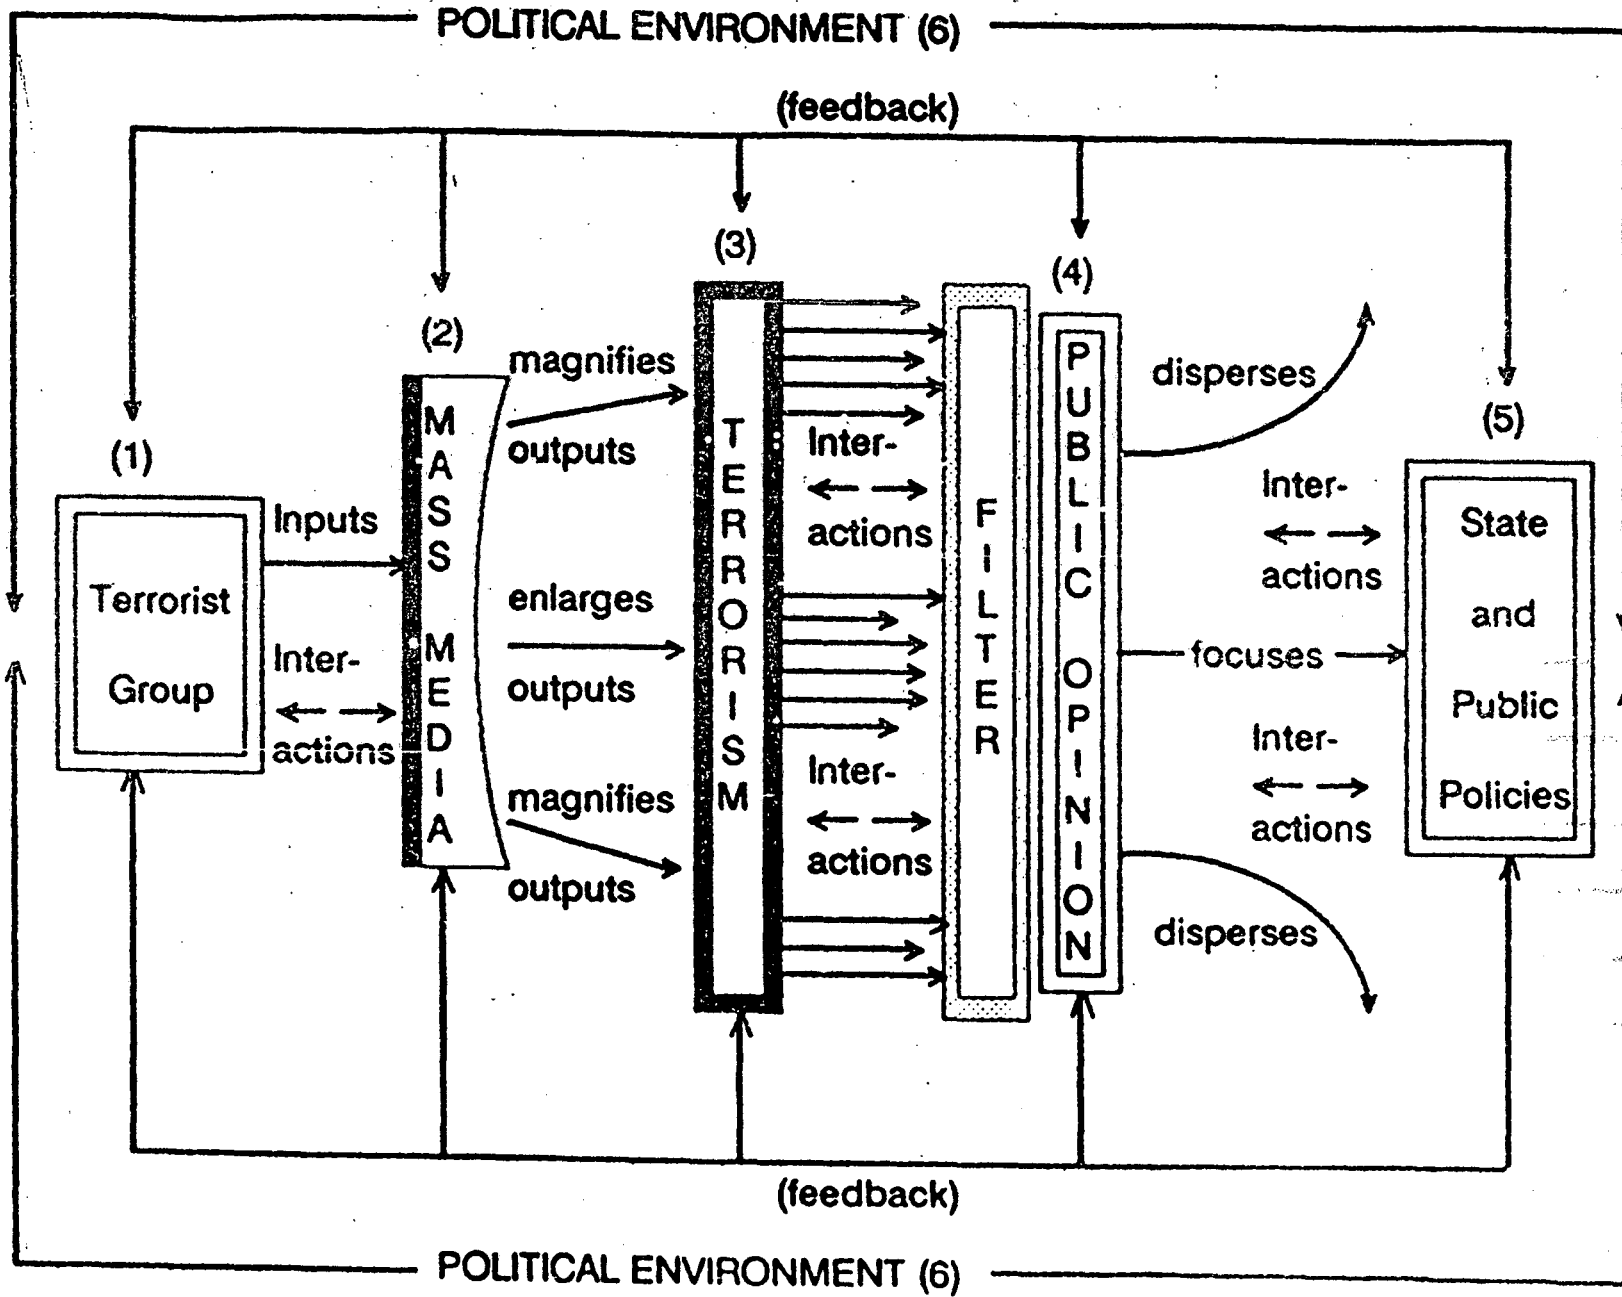 POLITICAL ENVIRONMENT (6)
(feedback)
(1)
Terrorist
Group
Inputs
Inter-
actions
(2)
MASS MEDIA
magnifies
outputs
enlarges
outputs
magnifies
outputs
(3)
TERRORISM
Inter-
actions
Inter-
actions
FILTER
(4)
PUBLIC OPINION
disperses
focuses
disperses
Inter-
actions
Inter-
actions
(5)
State
and
Public
Policies
(feedback)
POLITICAL ENVIRONMENT (6)